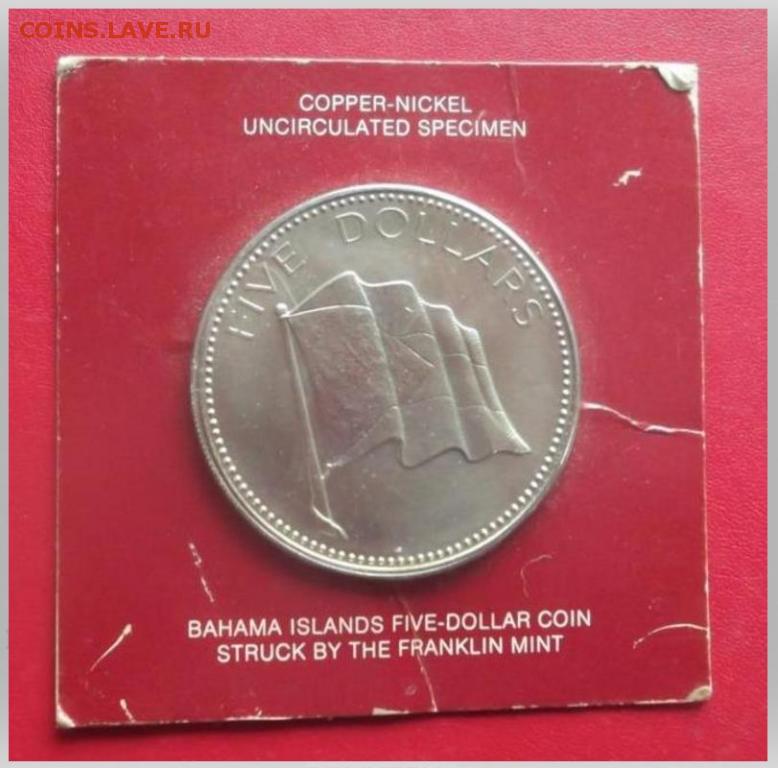 COINS.LAVE.RU
COPPER-NICKEL
UNCIRCULATED SPECIMEN
FIVE DOLLARS
BAHAMA ISLANDS FIVE-DOLLAR COIN
STRUCK BY THE FRANKLIN MINT